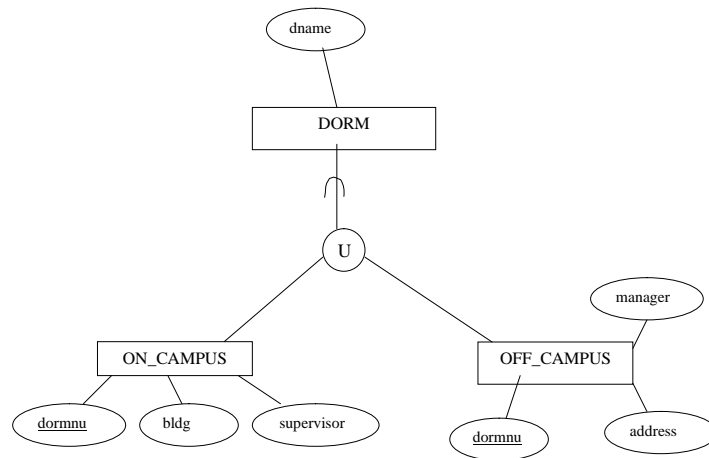 dname
DORM
U
manager
ON_CAMPUS
OFF_CAMPUS
dormnu
bldg
supervisor
dormnu
address